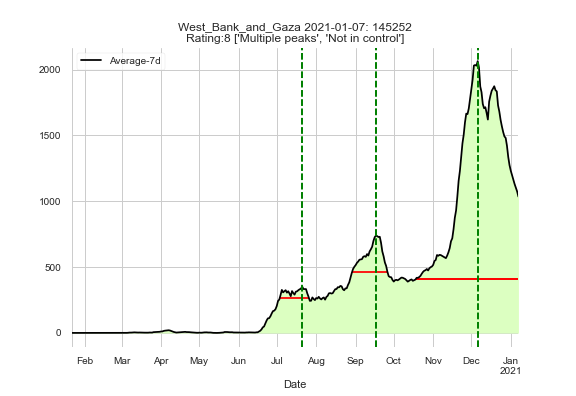 West_Bank_and_Gaza 2021-01-07: 145252
Rating:8 ['Multiple peaks', 'Not in control']
Average-7d
2000
1500
1000
500
0
Feb Mar Apr May Jun Jul Aug Sep Oct Nov Dec Jan
2021
Date